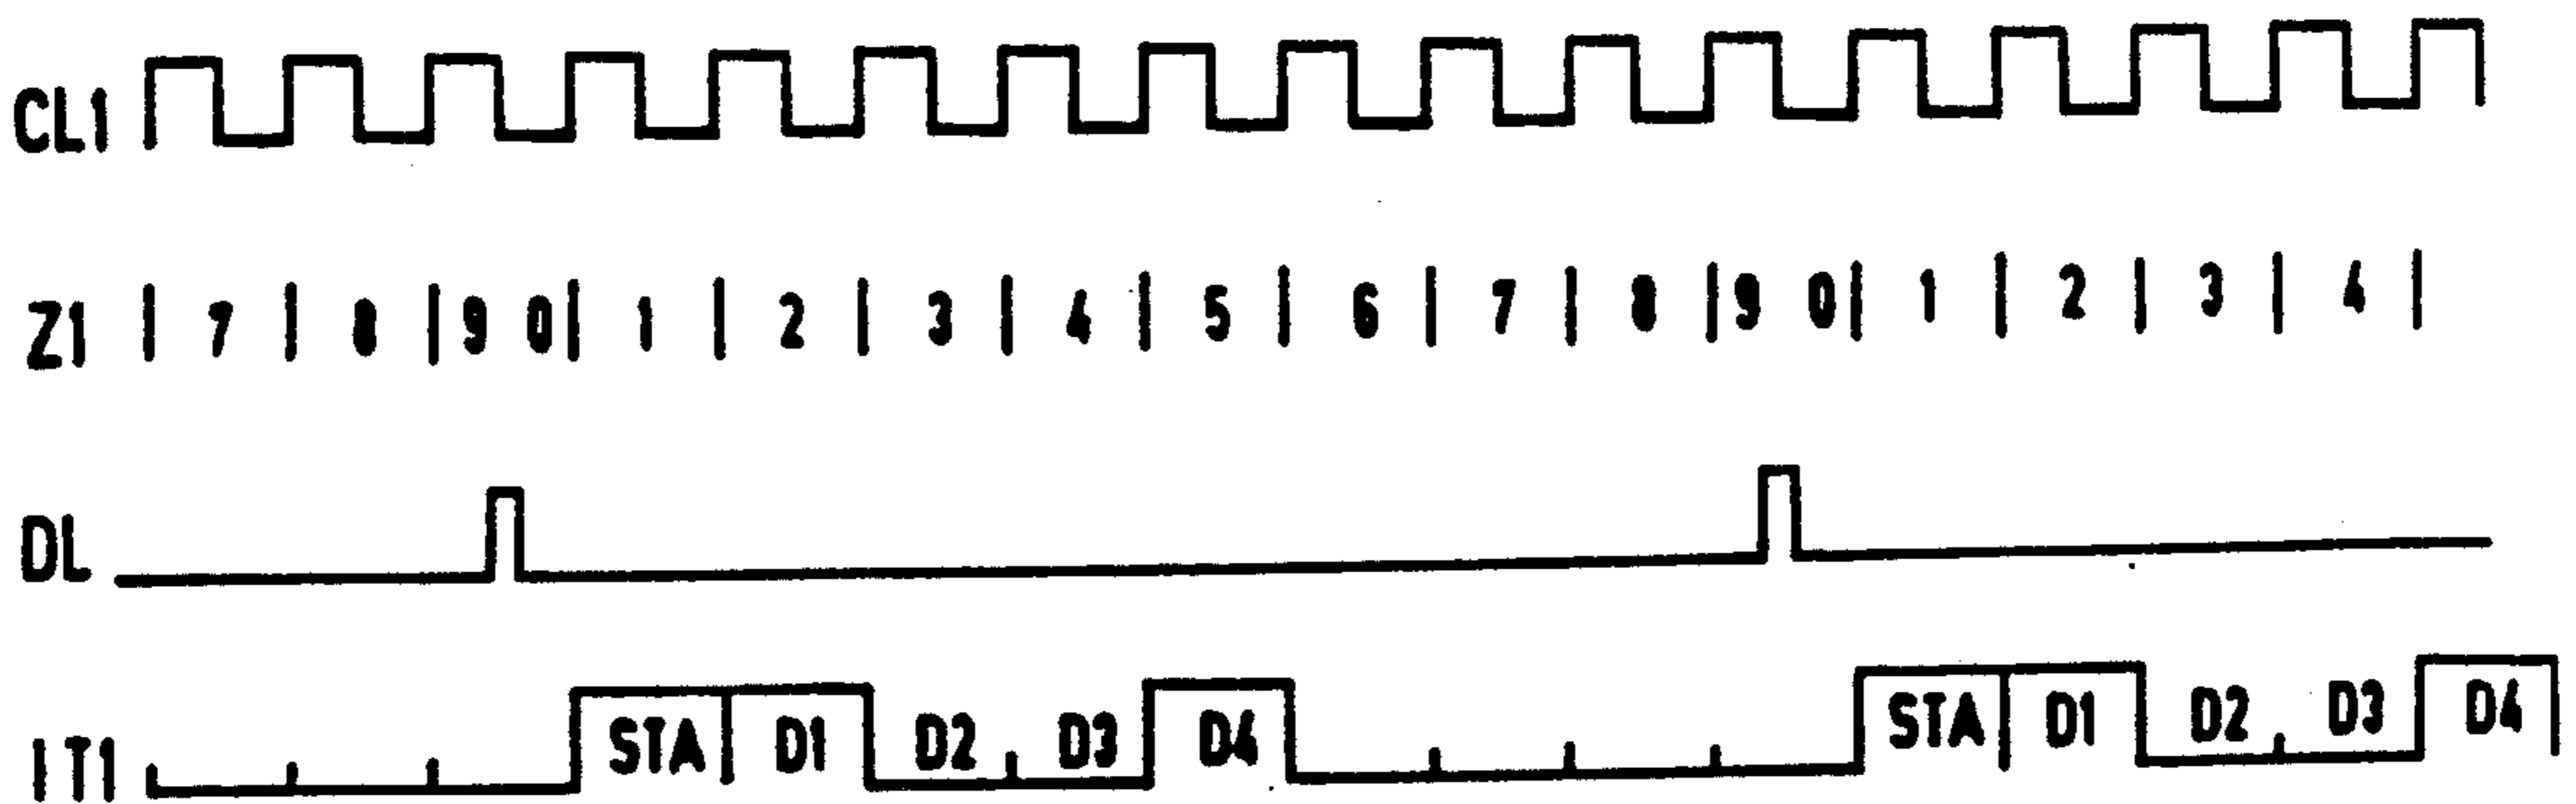 CL1
Z1 | 7 | 8 | 9 0 | 1 | 2 | 3 | 4 | 5 | 6 | 7 | 8 | 9 0 | 1 | 2 | 3 | 4 |
DL
IT1 STA D1 D2 D3 D4 STA D1 D2 D3 D4